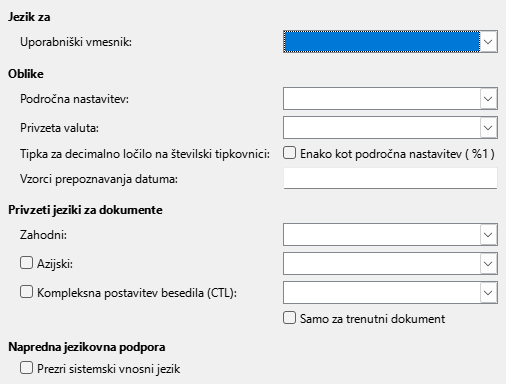 Jezik za
Uporabniški vmesnik:
Oblike
Področna nastavitev:
Privzeta valuta:
Tipka za decimalno ločilo na številski tipkovnici: Enako kot področna nastavitev ( %1 )
Vzorci prepoznavanja datuma:
Privzeti jeziki za dokumente
Zahodni:
Azijski:
Kompleksna postavitev besedila (CTL):
Samo za trenutni dokument
Napredna jezikovna podpora
Prezri sistemski vnosni jezik